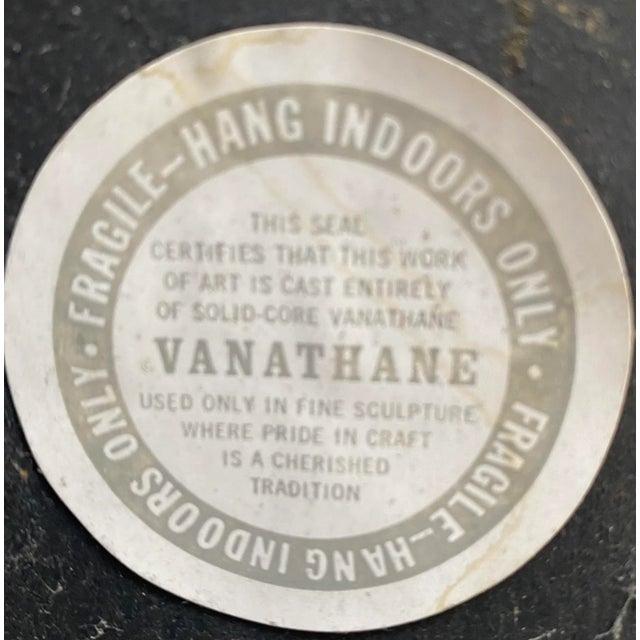 FRAGILE—HANG INDOORS ONLY • FRAGILE—HANG INDOORS ONLY •
THIS SEAL
CERTIFIES THAT THIS WORK
OF ART IS CAST ENTIRELY
OF SOLID-CORE VANATHANE
© VANATHANE
USED ONLY IN FINE SCULPTURE
WHERE PRIDE IN CRAFT
IS A CHERISHED
TRADITION